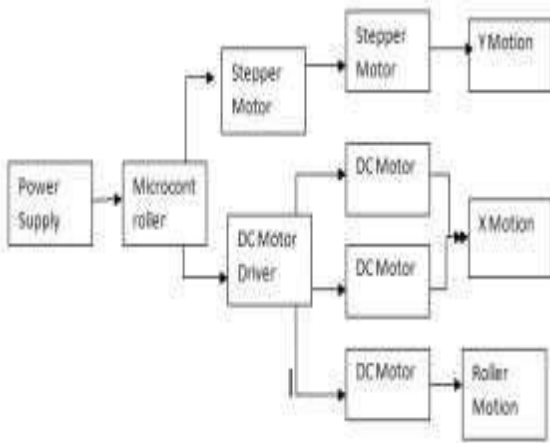 Power
Supply
Microcont
roller
Stepper
Motor
Stepper
Motor
Y Motion
DC Motor
Driver
DC Motor
DC Motor
X Motion
DC Motor
Roller
Motion